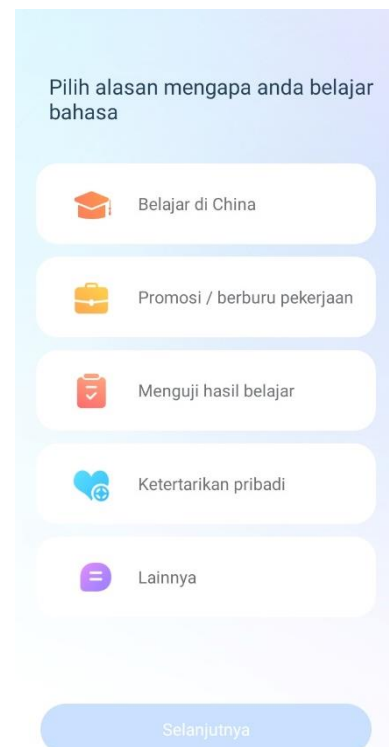 Pilih alasan mengapa anda belajar
bahasa
Belajar di China
Promosi / berburu pekerjaan
Menguji hasil belajar
Ketertarikan pribadi
Lainnya
Selanjutnya